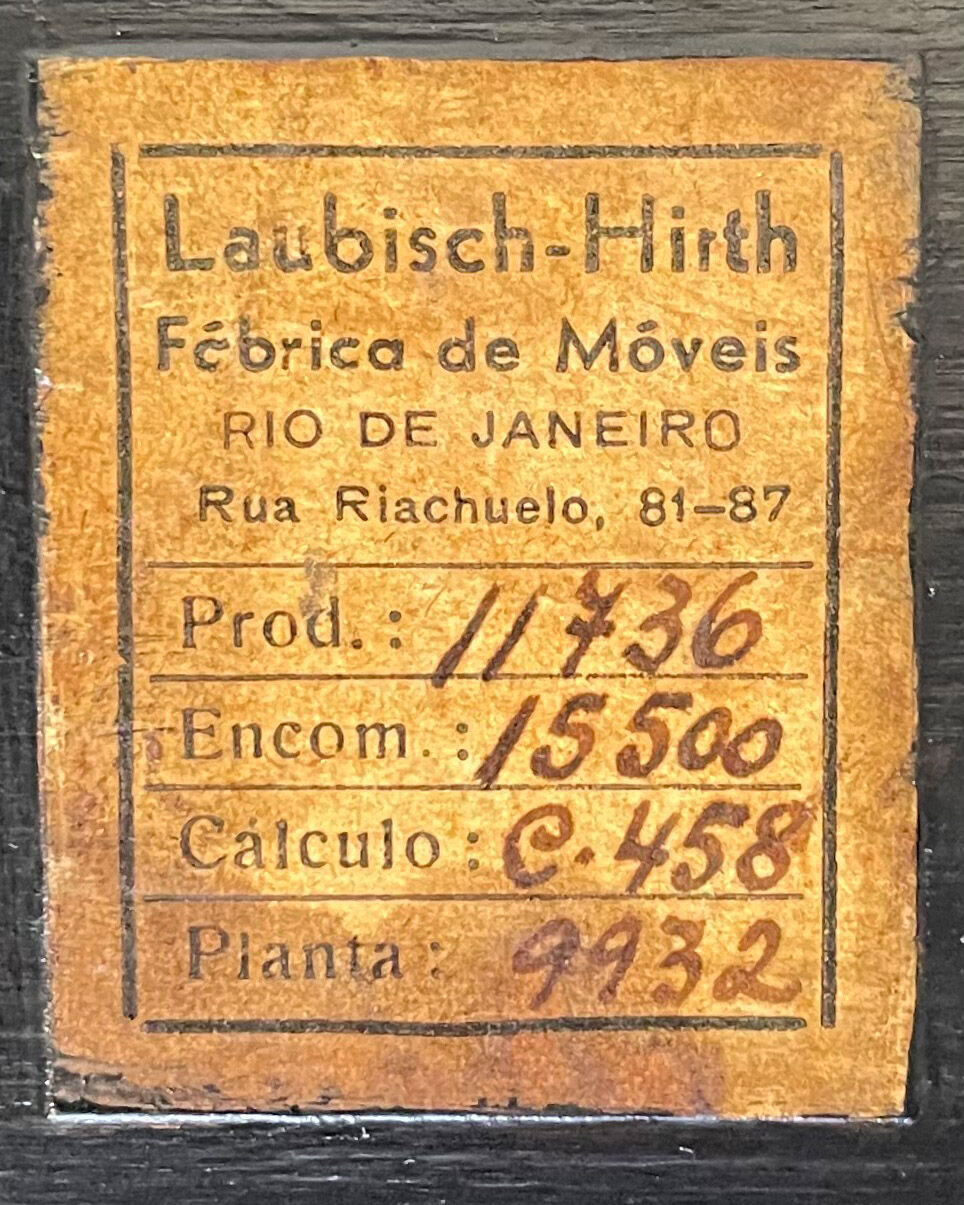 Laubisch-Hirth
Fábrica de Móveis
RIO DE JANEIRO
Rua Riachuelo, 81-87
Prod.: 11736
Encom.: 15500
Cálculo: C. 458
Planta: 9932